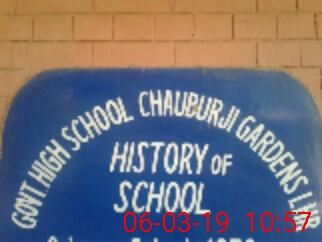 GOVT HIGH SCHOOL CHAUBURJI GARDENS LHR
HISTORY OF
SCHOOL
06-03-19 10:57